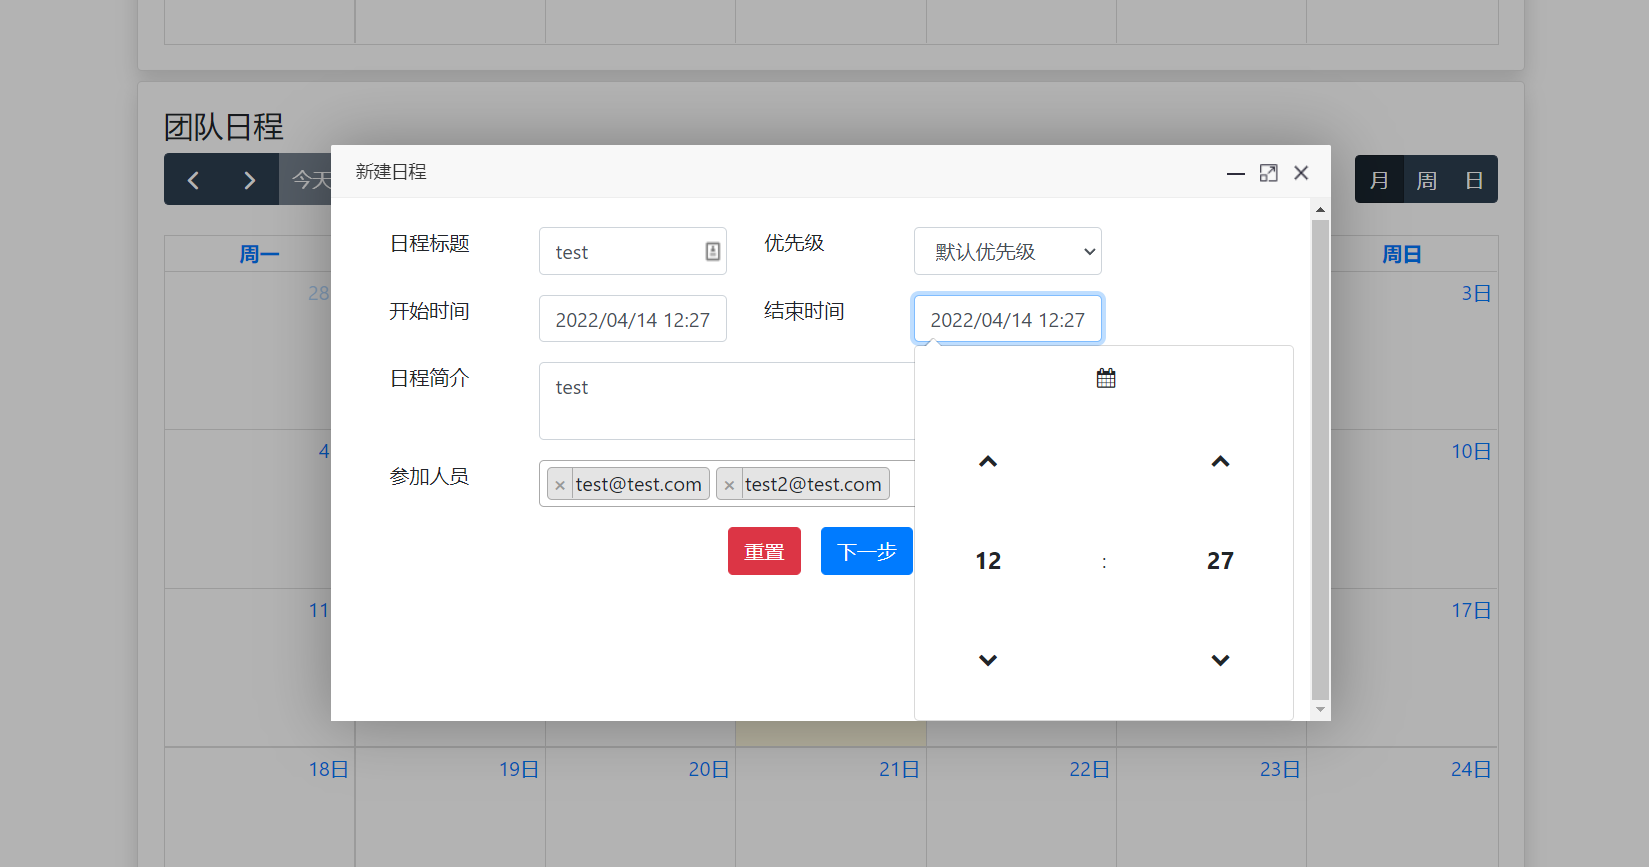 团队日程
今天
月 周 日
新建日程
日程标题 test 优先级 默认优先级
开始时间 2022/04/14 12:27 结束时间 2022/04/14 12:27
日程简介 test
参加人员 × test@test.com × test2@test.com
重置 下一步
12 : 27
周一 周日
28 3日
4 10日
11 17日
18日 19日 20日 21日 22日 23日 24日